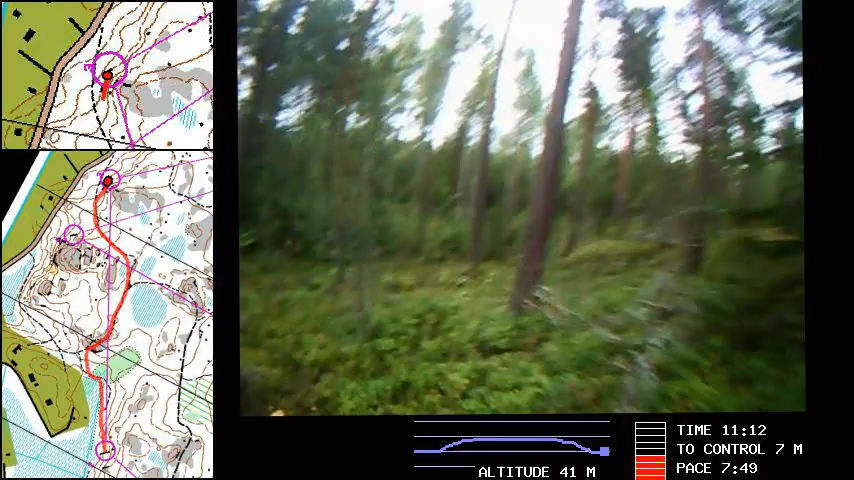 TIME 11:12
TO CONTROL 7 M
PACE 7:49
ALTITUDE 41 M